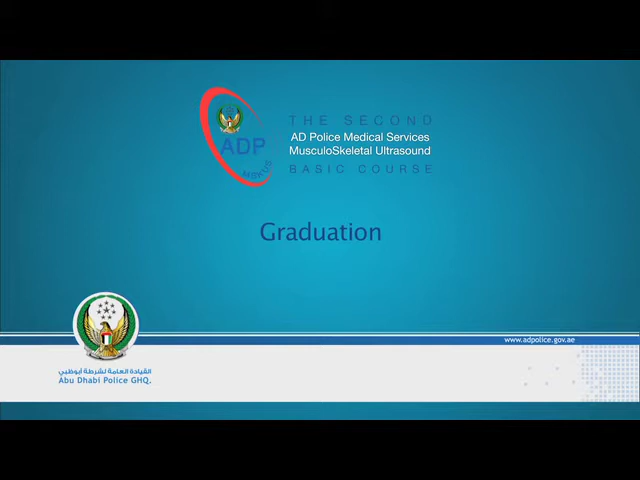 THE SECOND
AD Police Medical Services
MusculoSkeletal Ultrasound
BASIC COURSE
ADP
MSKUS
Graduation
www.adpolice.gov.ae
القيادة العامة لشرطة أبوظبي
Abu Dhabi Police GHQ.